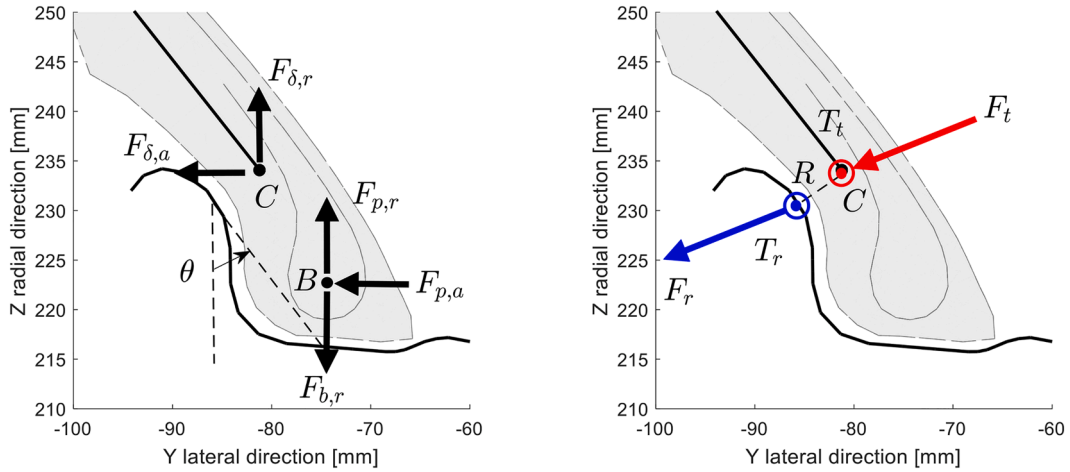 250
245
240
235
230
225
220
215
210
-100
-90
-80
-70
-60
Z radial direction [mm]
Y lateral direction [mm]
F_{δ,r}
F_{δ,a}
C
F_{p,r}
B
θ
F_{p,a}
F_{b,r}
250
245
240
235
230
225
220
215
210
-100
-90
-80
-70
-60
Z radial direction [mm]
Y lateral direction [mm]
T_t
F_t
R
C
T_r
F_r